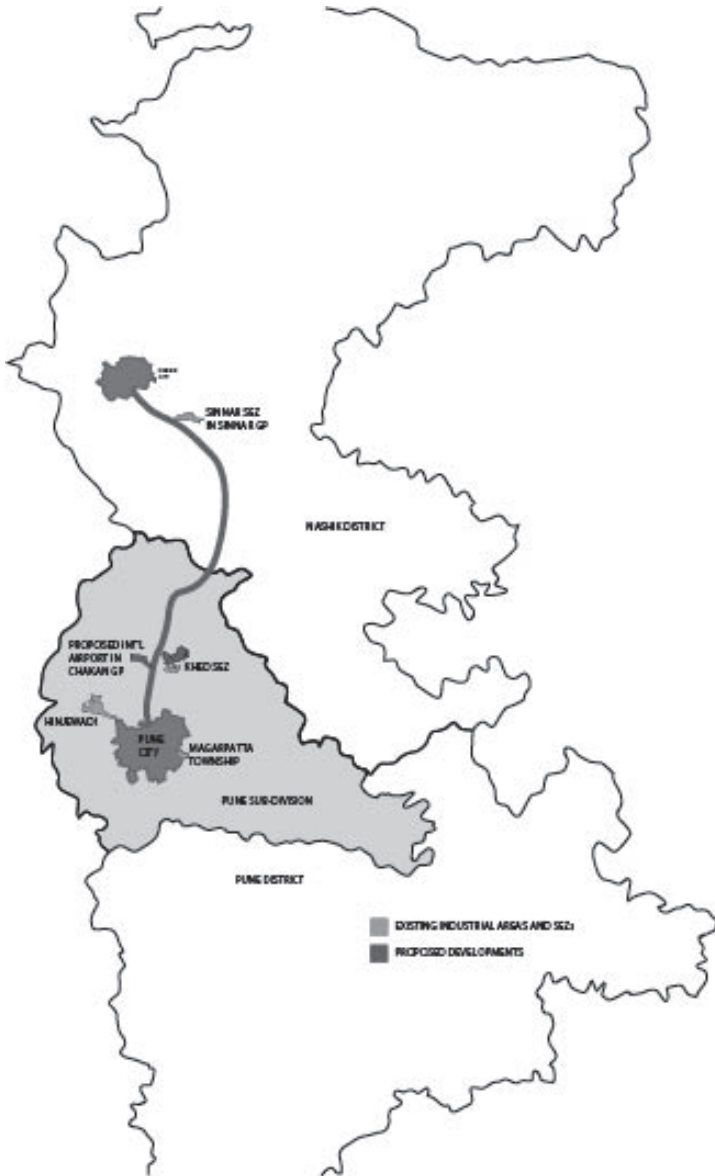 SINNAR SEZ
IN SINNAR GP
NASHIK DISTRICT
PROPOSED INT'L
AIRPORT IN
CHAKAN GP
KHED SEZ
HINJEWADI
PUNE
CITY
MAGARPATTA
TOWNSHIP
PUNE SUB-DIVISION
PUNE DISTRICT
EXISTING INDUSTRIAL AREAS AND SEZs
PROPOSED DEVELOPMENTS